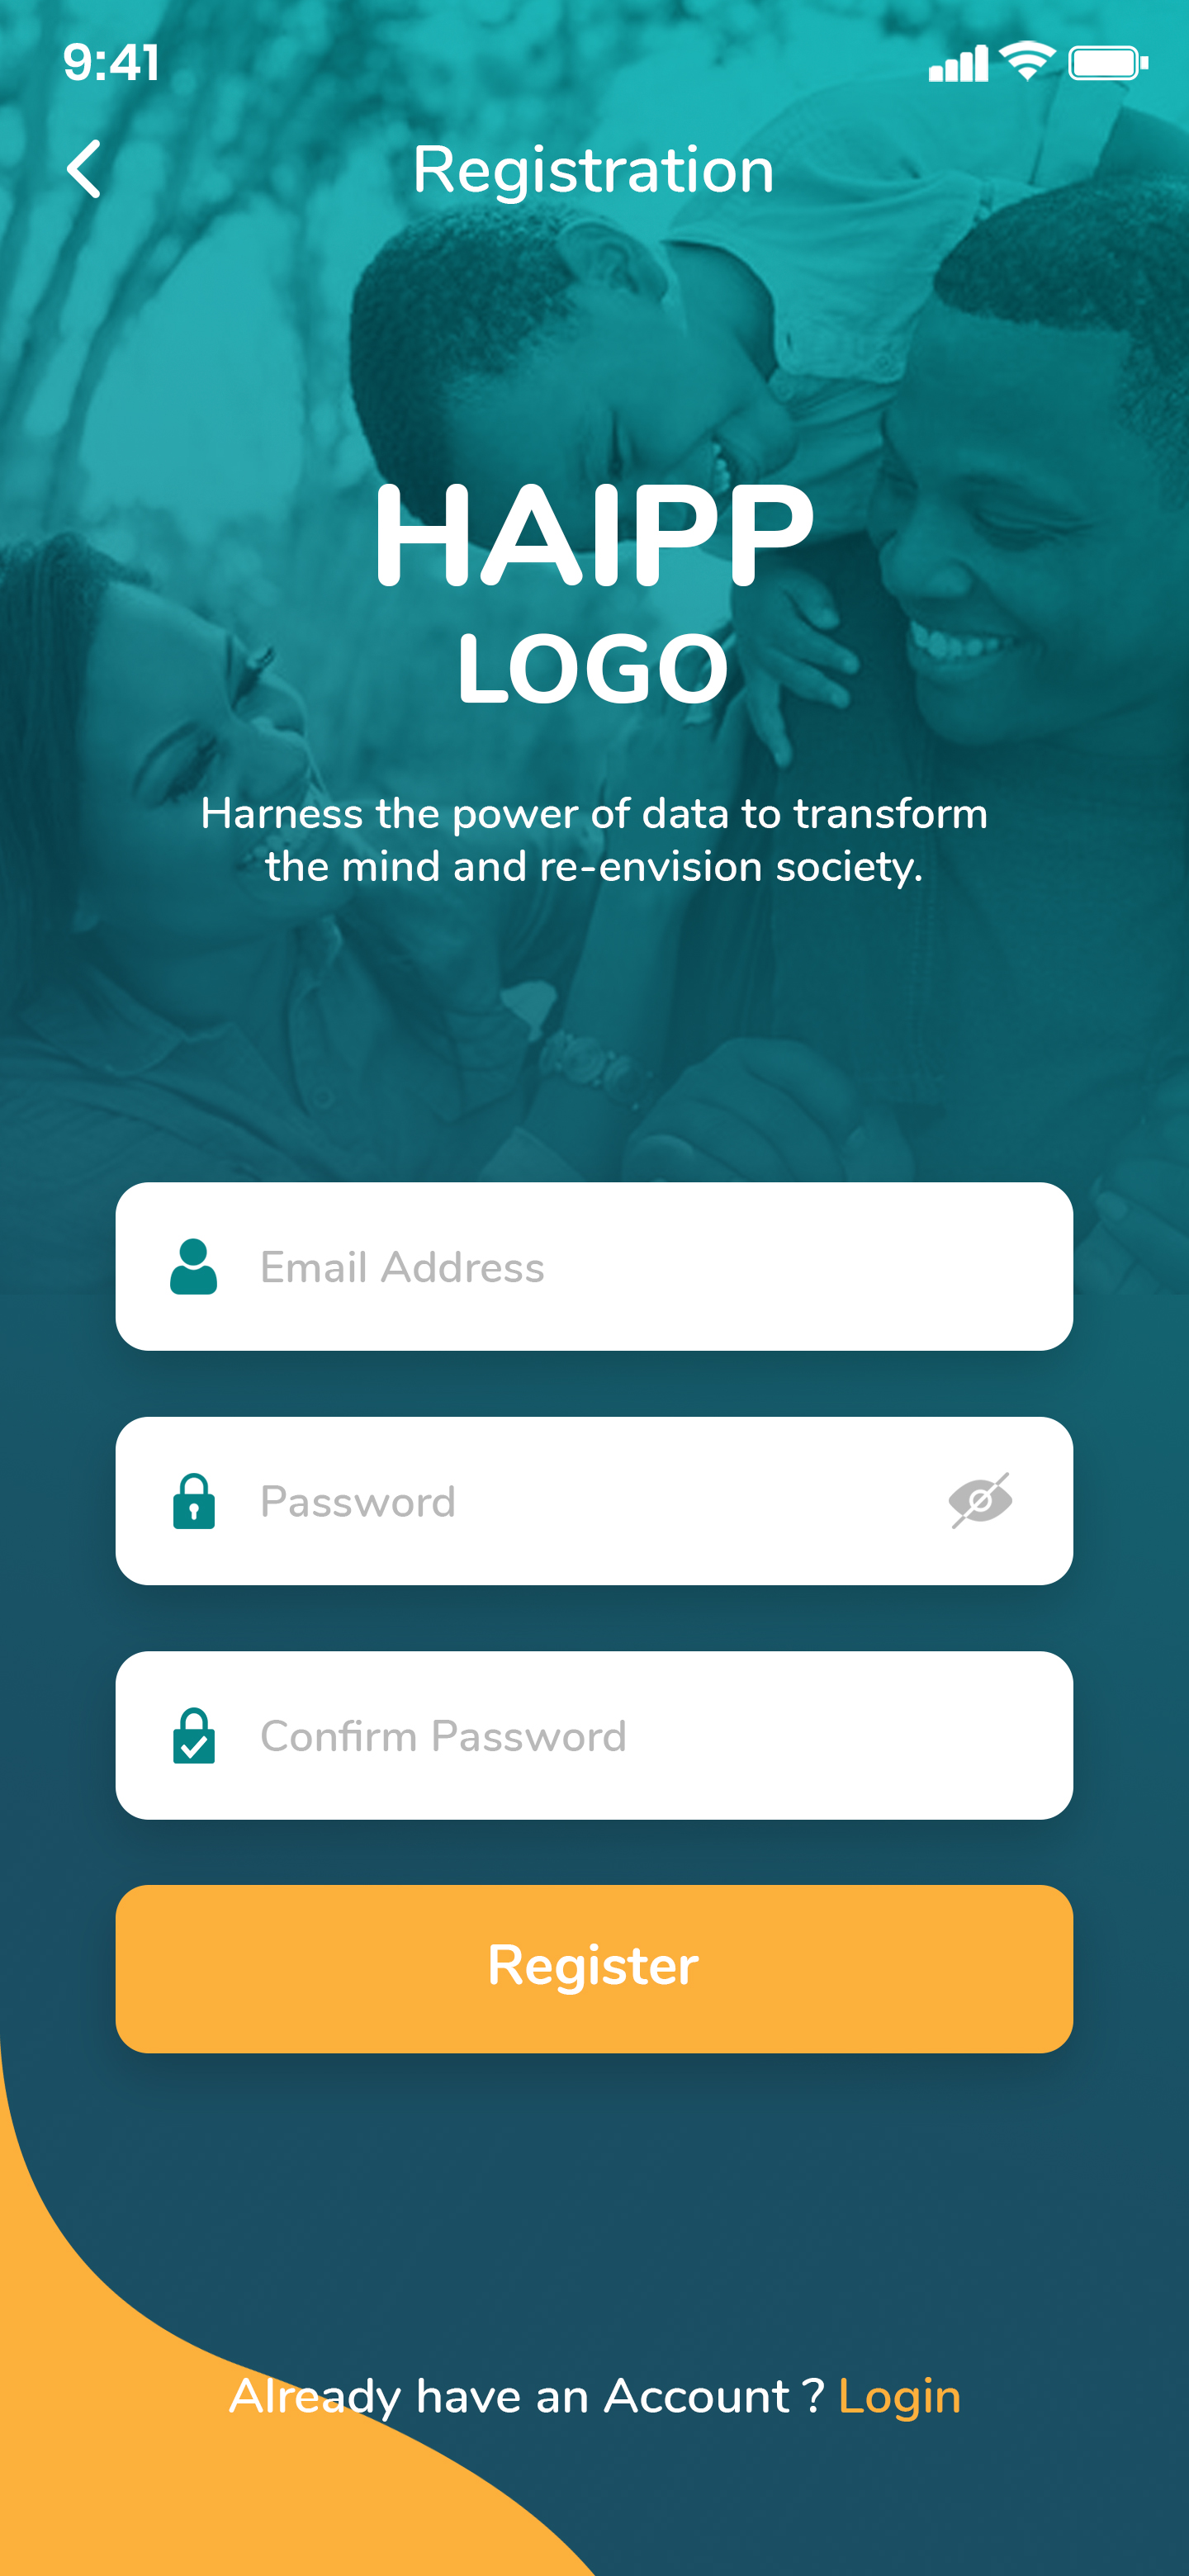 9:41
Registration
HAIPP
LOGO
Harness the power of data to transform
the mind and re-envision society.
Email Address
Password
Confirm Password
Register
Already have an Account ? Login